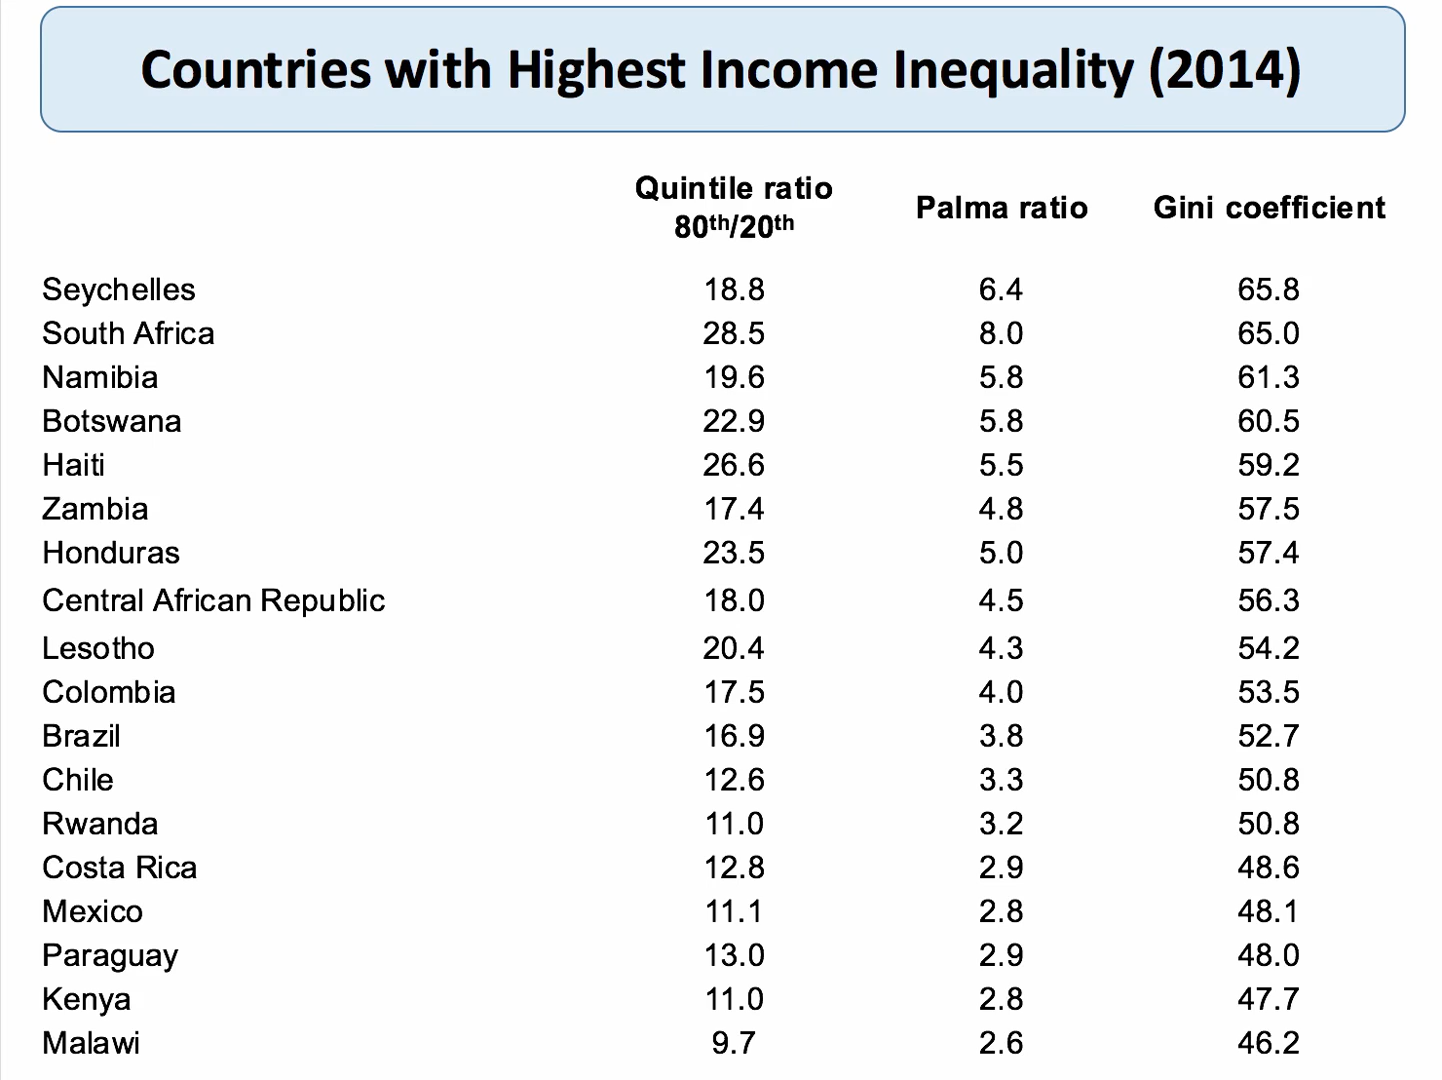 Countries with Highest Income Inequality (2014)
Quintile ratio 80th/20th Palma ratio Gini coefficient
Seychelles 18.8 6.4 65.8
South Africa 28.5 8.0 65.0
Namibia 19.6 5.8 61.3
Botswana 22.9 5.8 60.5
Haiti 26.6 5.5 59.2
Zambia 17.4 4.8 57.5
Honduras 23.5 5.0 57.4
Central African Republic 18.0 4.5 56.3
Lesotho 20.4 4.3 54.2
Colombia 17.5 4.0 53.5
Brazil 16.9 3.8 52.7
Chile 12.6 3.3 50.8
Rwanda 11.0 3.2 50.8
Costa Rica 12.8 2.9 48.6
Mexico 11.1 2.8 48.1
Paraguay 13.0 2.9 48.0
Kenya 11.0 2.8 47.7
Malawi 9.7 2.6 46.2